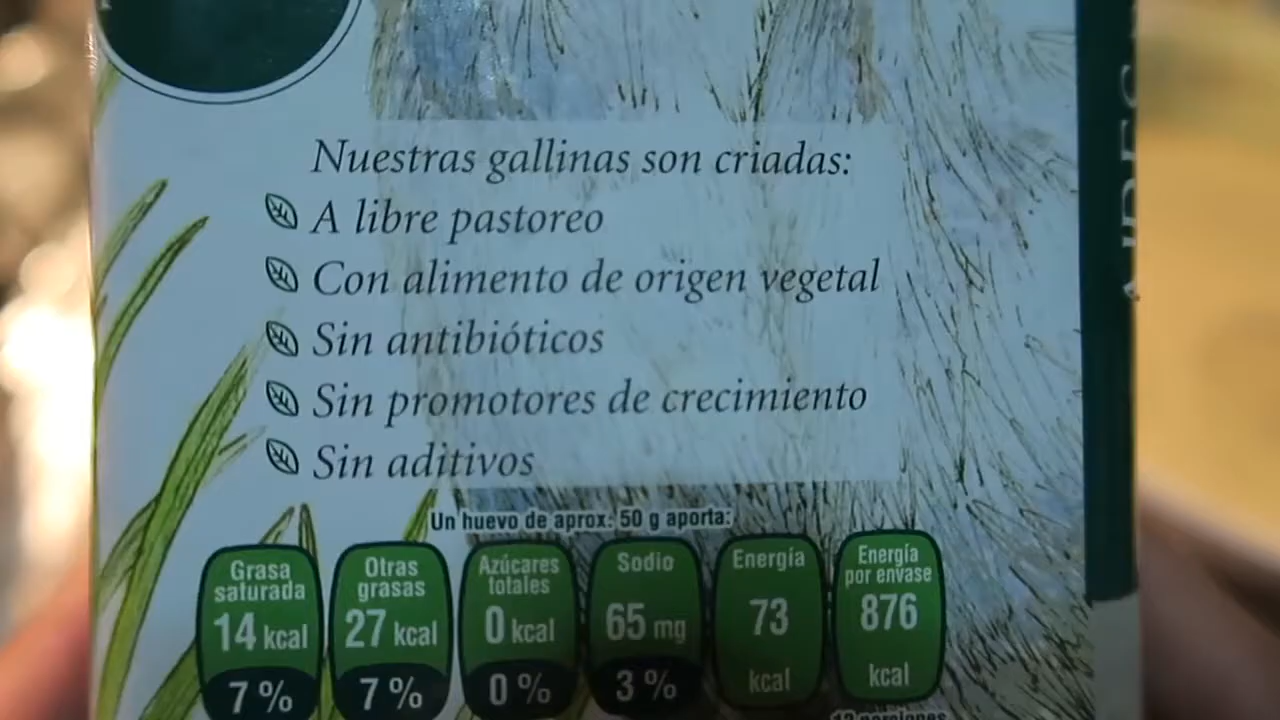 Nuestras gallinas son criadas:
A libre pastoreo
Con alimento de origen vegetal
Sin antibióticos
Sin promotores de crecimiento
Sin aditivos
Un huevo de aprox. 50 g aporta:
Grasa saturada 14 kcal 7 %
Otras grasas 27 kcal 7 %
Azúcares totales 0 kcal 0 %
Sodio 65 mg 3 %
Energía 73 kcal
Energía por envase 876 kcal
12 porciones